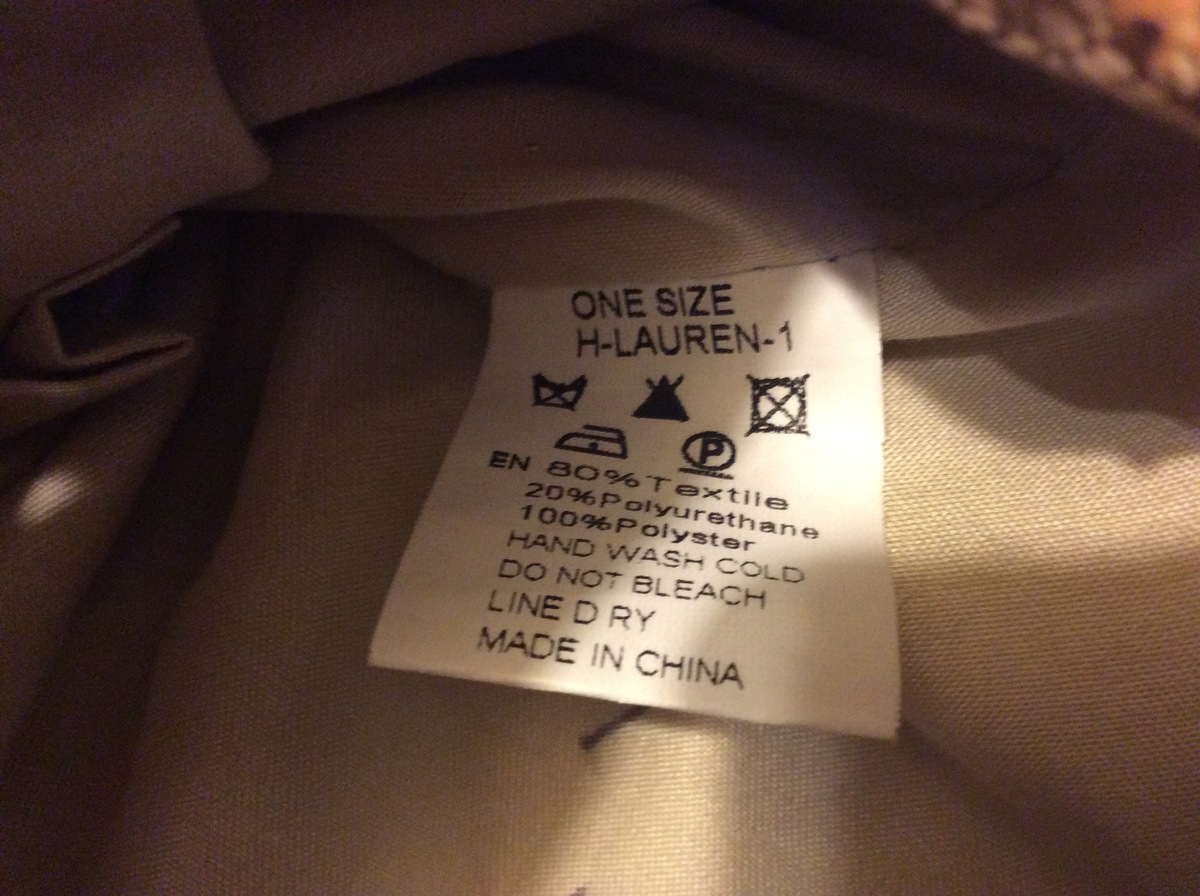 ONE SIZE
H-LAUREN-1
P
EN 80%Textile
20%Polyurethane
100%Polyster
HAND WASH COLD
DO NOT BLEACH
LINE D RY
MADE IN CHINA